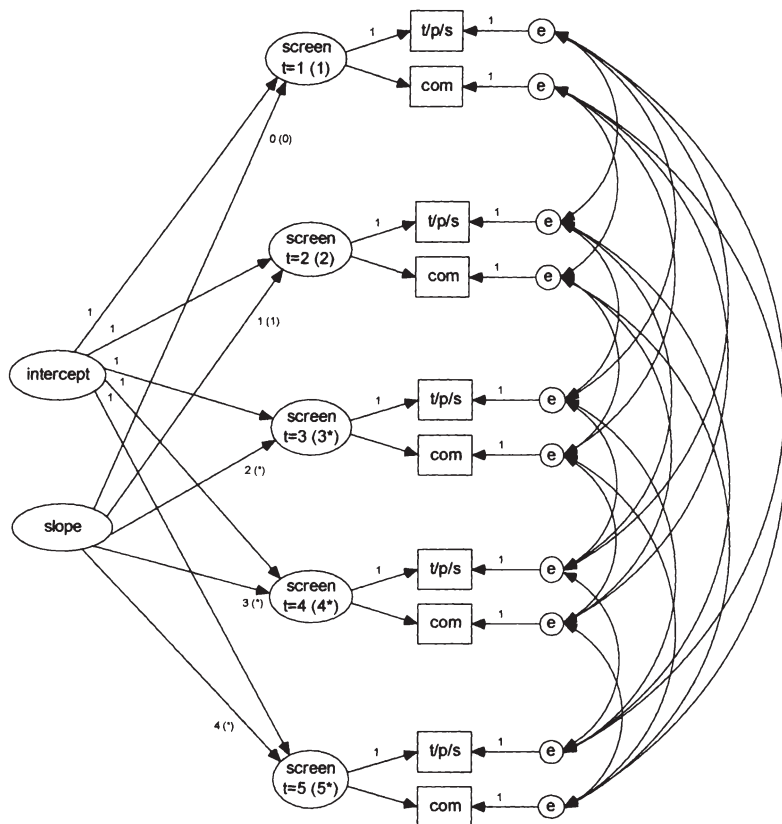 screen
t=1 (1)
1
t/p/s
1
e
com
1
e
0 (0)
screen
t=2 (2)
1
t/p/s
1
e
com
1
e
1
1
1 (1)
intercept
1
1
1
screen
t=3 (3*)
1
t/p/s
1
e
com
1
e
2 (*)
slope
screen
t=4 (4*)
1
t/p/s
1
e
com
1
e
3 (*)
4 (*)
screen
t=5 (5*)
1
t/p/s
1
e
com
1
e